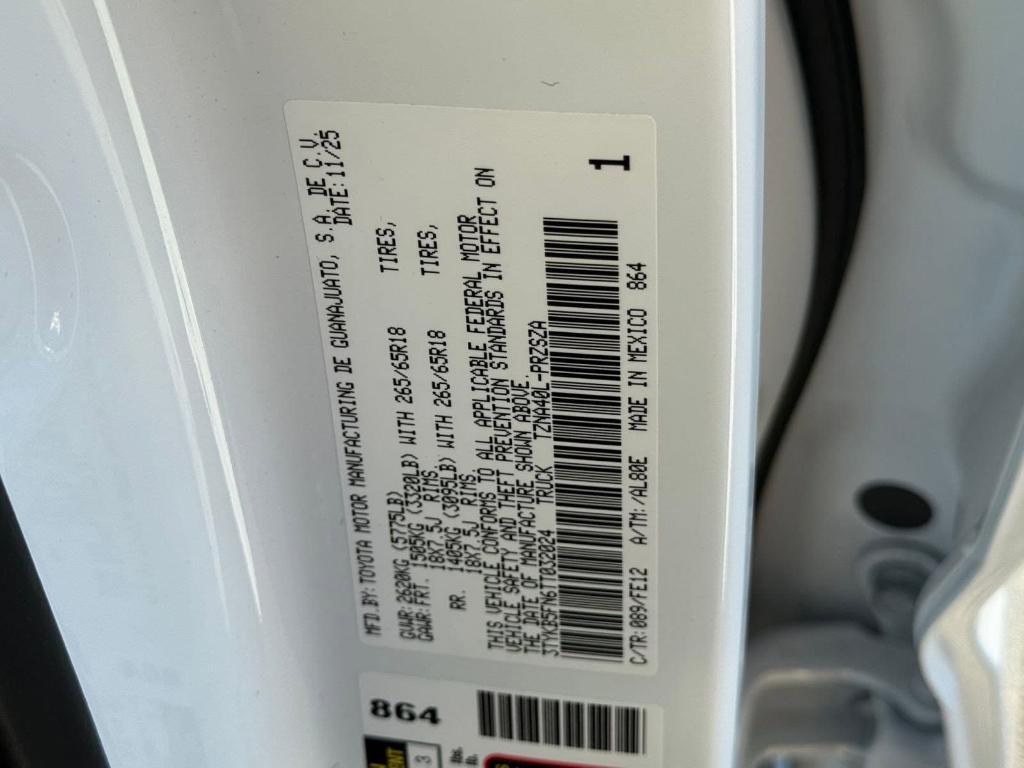 MFD.BY: TOYOTA MOTOR MANUFACTURING DE GUANAJUATO, S.A. DE C.V.
DATE: 11/25
GVWR: 2620KG (5775LB)
GAWR: FRT. 1505KG (3320LB) WITH 265/65R18 TIRES,
18X7.5J RIMS,
RR. 1405KG (3095LB) WITH 265/65R18 TIRES,
18X7.5J RIMS.
THIS VEHICLE CONFORMS TO ALL APPLICABLE FEDERAL MOTOR
VEHICLE SAFETY AND THEFT PREVENTION STANDARDS IN EFFECT ON
THE DATE OF MANUFACTURE SHOWN ABOVE.
3TYKB5FN6TT032024 TRUCK TZNA40L-PRZSZA
1
C/TR: 089/FE12 A/TM: /AL80E MADE IN MEXICO 864
864
3